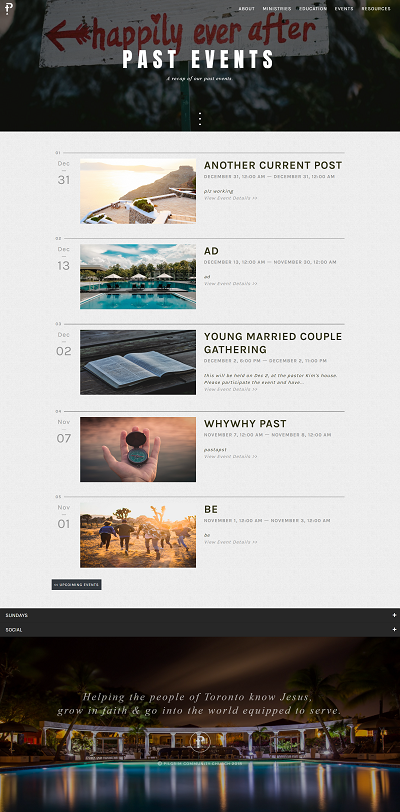 ABOUT MINISTRIES EDUCATION EVENTS RESOURCES
happily ever after
PAST EVENTS
A recap of our past events
01
Dec
31
ANOTHER CURRENT POST
DECEMBER 31, 12:00 AM — DECEMBER 31, 12:00 AM
plz working
View Event Details >>
02
Dec
13
AD
DECEMBER 13, 12:00 AM — NOVEMBER 30, 12:00 AM
ad
View Event Details >>
03
Dec
02
YOUNG MARRIED COUPLE
GATHERING
DECEMBER 2, 6:00 PM — DECEMBER 2, 11:00 PM
this will be held on Dec 2, at the pastor Kim's house.
Please participate the event and have...
View Event Details >>
04
Nov
07
WHYWHY PAST
NOVEMBER 7, 12:00 AM — NOVEMBER 9, 12:00 AM
pastapst
View Event Details >>
05
Nov
01
BE
NOVEMBER 1, 12:00 AM — NOVEMBER 3, 12:00 AM
be
View Event Details >>
<< UPCOMING EVENTS
SUNDAYS +
SOCIAL +
Helping the people of Toronto know Jesus,
grow in faith & go into the world equipped to serve.
© PILGRIM COMMUNITY CHURCH